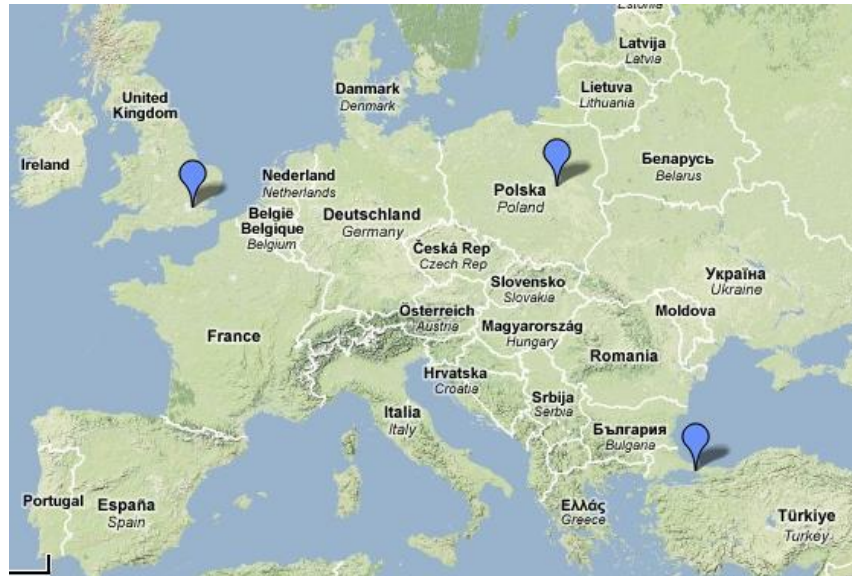 Estonia
Latvija
Latvia
Danmark
Denmark
Lietuva
Lithuania
United
Kingdom
Ireland
Nederland
Netherlands
Беларусь
Belarus
Polska
Poland
België
Belgique
Belgium
Deutschland
Germany
Česká Rep
Czech Rep
Slovensko
Slovakia
Україна
Ukraine
Österreich
Austria
Magyarország
Hungary
Moldova
France
Romania
Hrvatska
Croatia
Srbija
Serbia
Italia
Italy
България
Bulgaria
Portugal
España
Spain
Ελλάς
Greece
Türkiye
Turkey